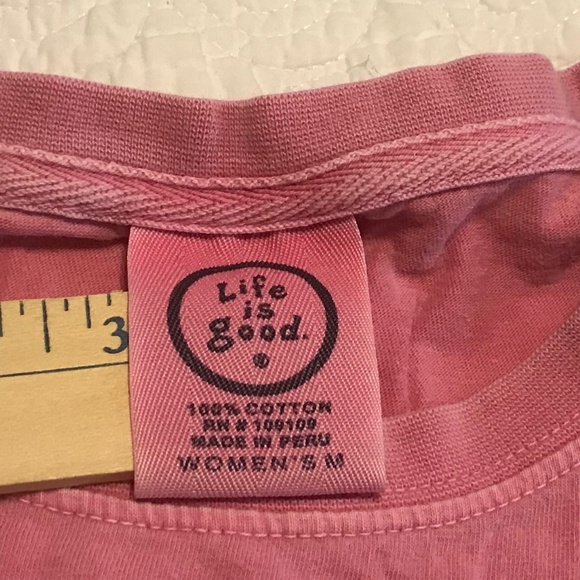 3
Life
is
good.
®
100% COTTON
RN # 109109
MADE IN PERU
WOMEN'S M